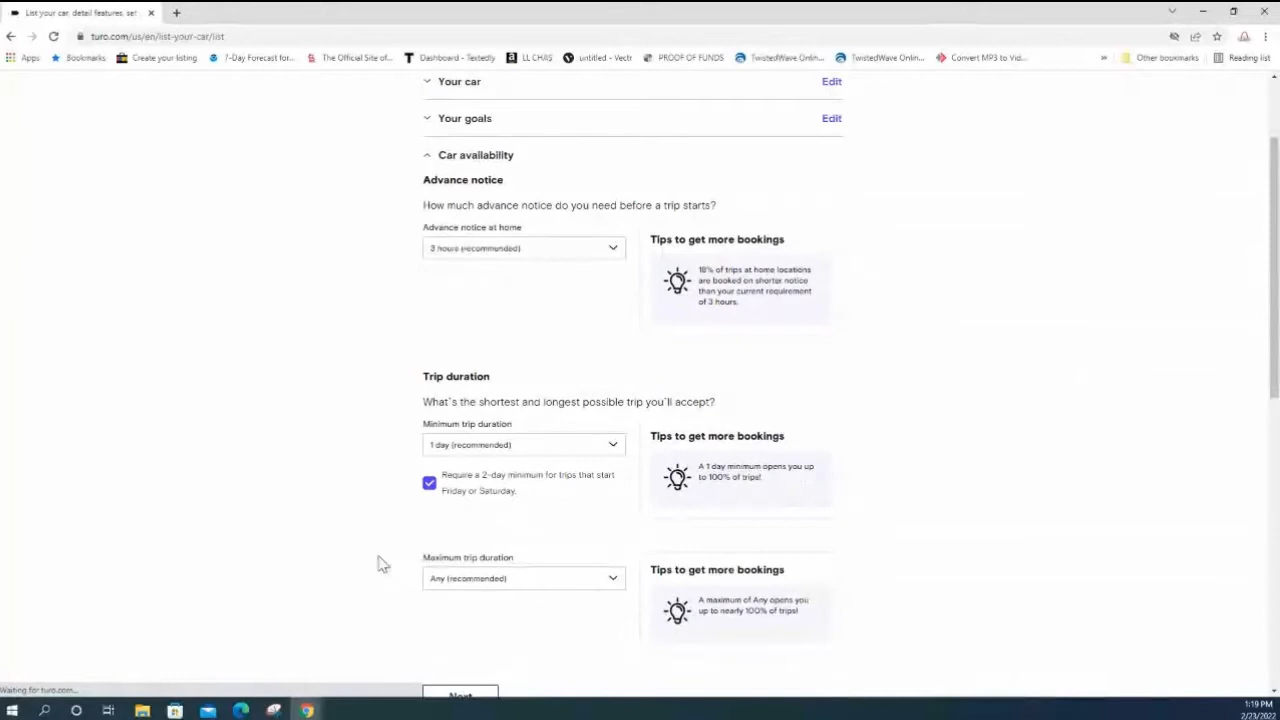 List your car, detail features, set
turo.com/us/en/list-your-car/list
Apps
Bookmarks
Create your listing
7-Day Forecast for...
The Official Site of...
Dashboard - Textedly
LL CHAS
untitled - Vectr
PROOF OF FUNDS
TwistedWave Onlin...
TwistedWave Onlin...
Convert MP3 to Vid...
»
Other bookmarks
Reading list
Your car
Edit
Your goals
Edit
Car availability
Advance notice
How much advance notice do you need before a trip starts?
Advance notice at home
3 hours (recommended)
Tips to get more bookings
18% of trips at home locations
are booked on shorter notice
than your current requirement
of 3 hours.
Trip duration
What's the shortest and longest possible trip you'll accept?
Minimum trip duration
1 day (recommended)
Require a 2-day minimum for trips that start
Friday or Saturday.
Tips to get more bookings
A 1 day minimum opens you up
to 100% of trips!
Maximum trip duration
Any (recommended)
Tips to get more bookings
A maximum of Any opens you
up to nearly 100% of trips!
Next
Waiting for turo.com...
1:19 PM
2/23/2022